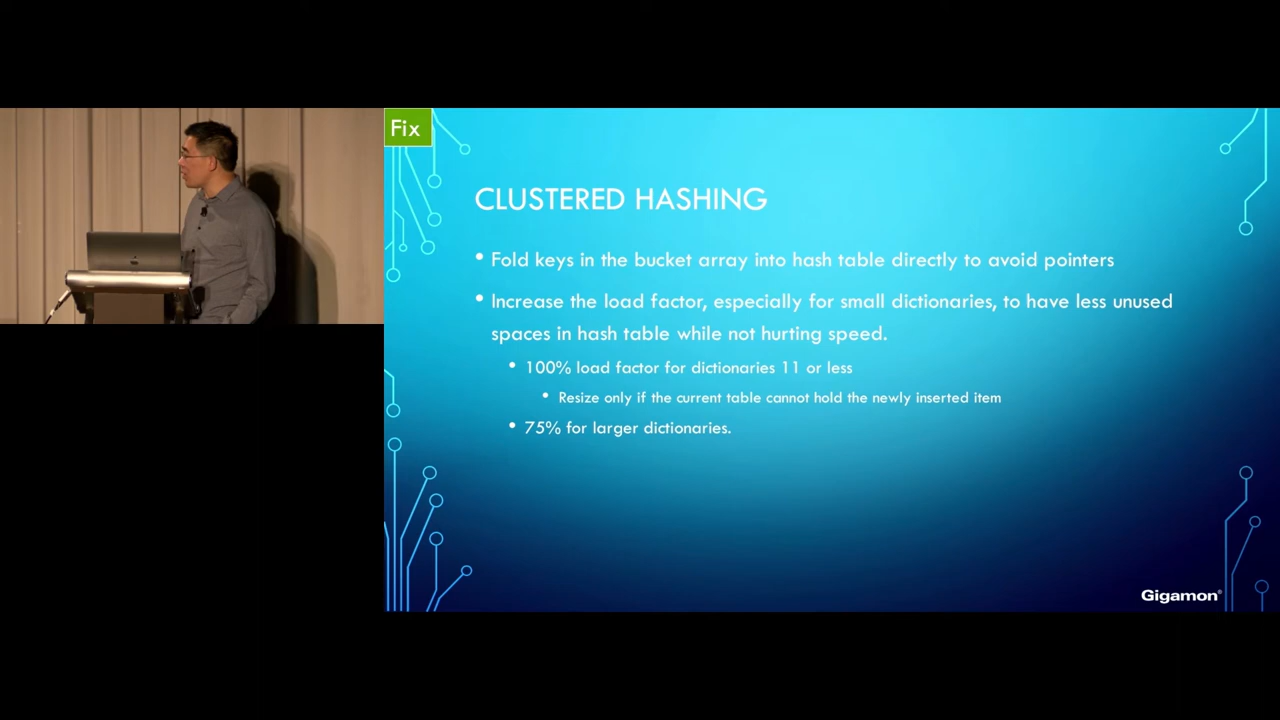 Fix
CLUSTERED HASHING
• Fold keys in the bucket array into hash table directly to avoid pointers
• Increase the load factor, especially for small dictionaries, to have less unused
spaces in hash table while not hurting speed.
• 100% load factor for dictionaries 11 or less
• Resize only if the current table cannot hold the newly inserted item
• 75% for larger dictionaries.
Gigamon®